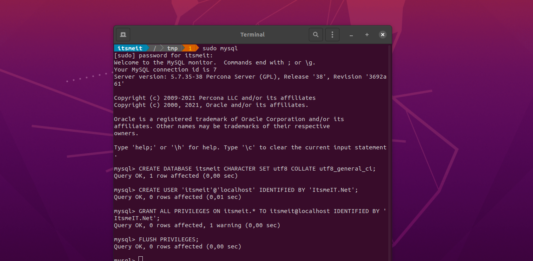 Terminal
itsmeit / tmp 1 sudo mysql
[sudo] password for itsmeit:
Welcome to the MySQL monitor.  Commands end with ; or \g.
Your MySQL connection id is 7
Server version: 5.7.35-38 Percona Server (GPL), Release '38', Revision '3692a
61'
Copyright (c) 2009-2021 Percona LLC and/or its affiliates
Copyright (c) 2000, 2021, Oracle and/or its affiliates.
Oracle is a registered trademark of Oracle Corporation and/or its
affiliates. Other names may be trademarks of their respective
owners.
Type 'help;' or '\h' for help. Type '\c' to clear the current input statement
.
mysql> CREATE DATABASE itsmeit CHARACTER SET utf8 COLLATE utf8_general_ci;
Query OK, 1 row affected (0,00 sec)
mysql> CREATE USER 'itsmeit'@'localhost' IDENTIFIED BY 'ItsmeIT.Net';
Query OK, 0 rows affected (0,01 sec)
mysql> GRANT ALL PRIVILEGES ON itsmeit.* TO itsmeit@localhost IDENTIFIED BY '
ItsmeIT.Net';
Query OK, 0 rows affected, 1 warning (0,00 sec)
mysql> FLUSH PRIVILEGES;
Query OK, 0 rows affected (0,00 sec)
mysql>